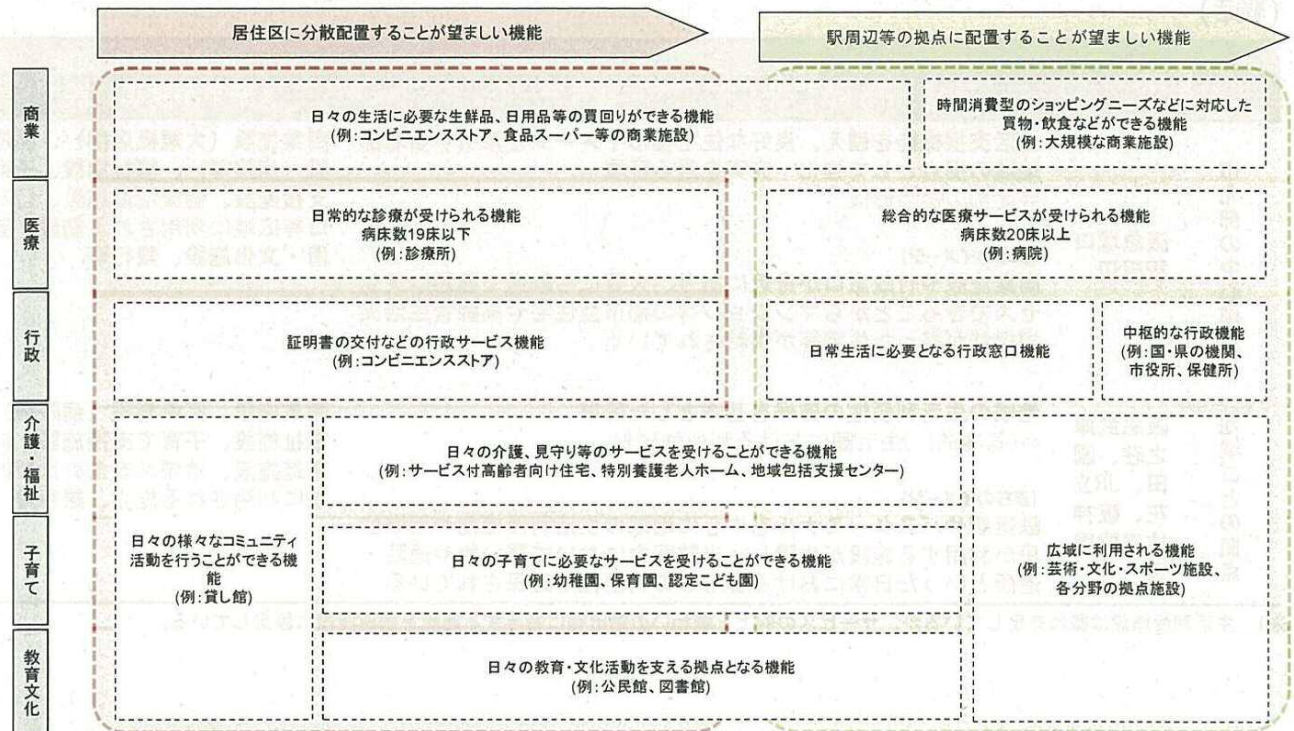 居住区に分散配置することが望ましい機能
駅周辺等の拠点に配置することが望ましい機能
商業
日々の生活に必要な生鮮品、日用品等の買回りができる機能
(例:コンビニエンスストア、食品スーパー等の商業施設)
時間消費型のショッピングニーズなどに対応した
買物・飲食などができる機能
(例:大規模な商業施設)
医療
日常的な診療が受けられる機能
病床数19床以下
(例:診療所)
総合的な医療サービスが受けられる機能
病床数20床以上
(例:病院)
行政
証明書の交付などの行政サービス機能
(例:コンビニエンスストア)
日常生活に必要となる行政窓口機能
中枢的な行政機能
(例:国・県の機関、
市役所、保健所)
介護・福祉
日々の介護、見守り等のサービスを受けることができる機能
(例:サービス付高齢者向け住宅、特別養護老人ホーム、地域包括支援センター)
子育て
日々の様々なコミュニティ
活動を行うことができる機
能
(例:貸し館)
日々の子育てに必要なサービスを受けることができる機能
(例:幼稚園、保育園、認定こども園)
広域に利用される機能
(例:芸術・文化・スポーツ施設、
各分野の拠点施設)
教育文化
日々の教育・文化活動を支える拠点となる機能
(例:公民館、図書館)